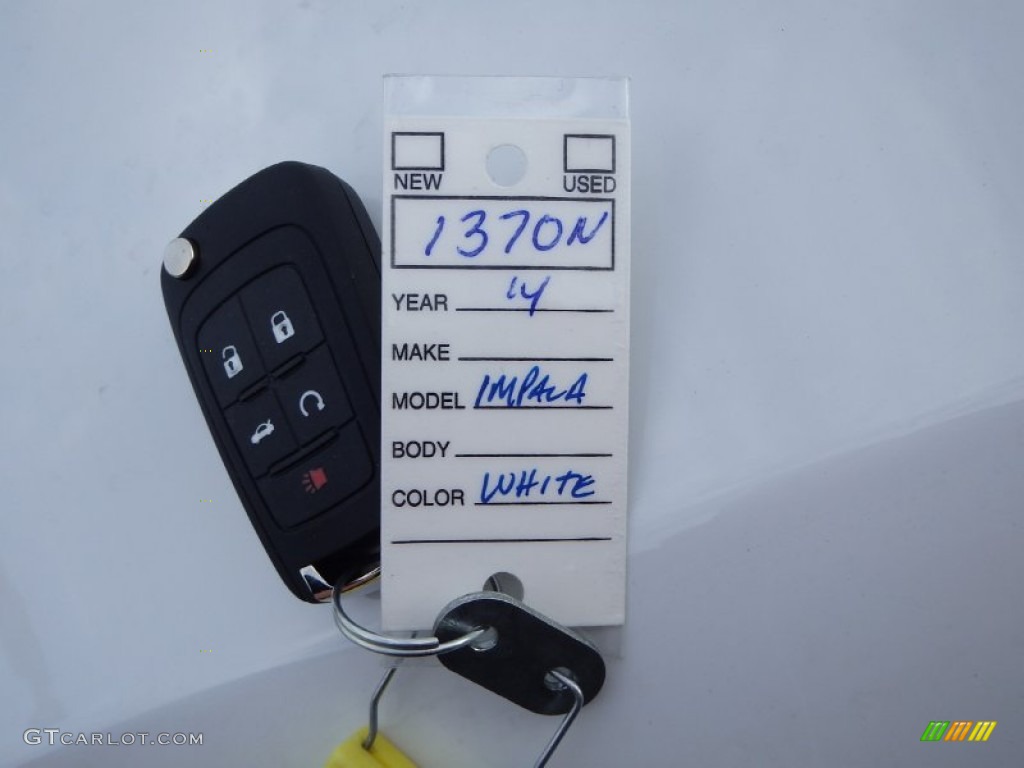 NEW USED
1370N
YEAR 14
MAKE
MODEL IMPALA
BODY
COLOR WHITE
GTCARLOT.COM